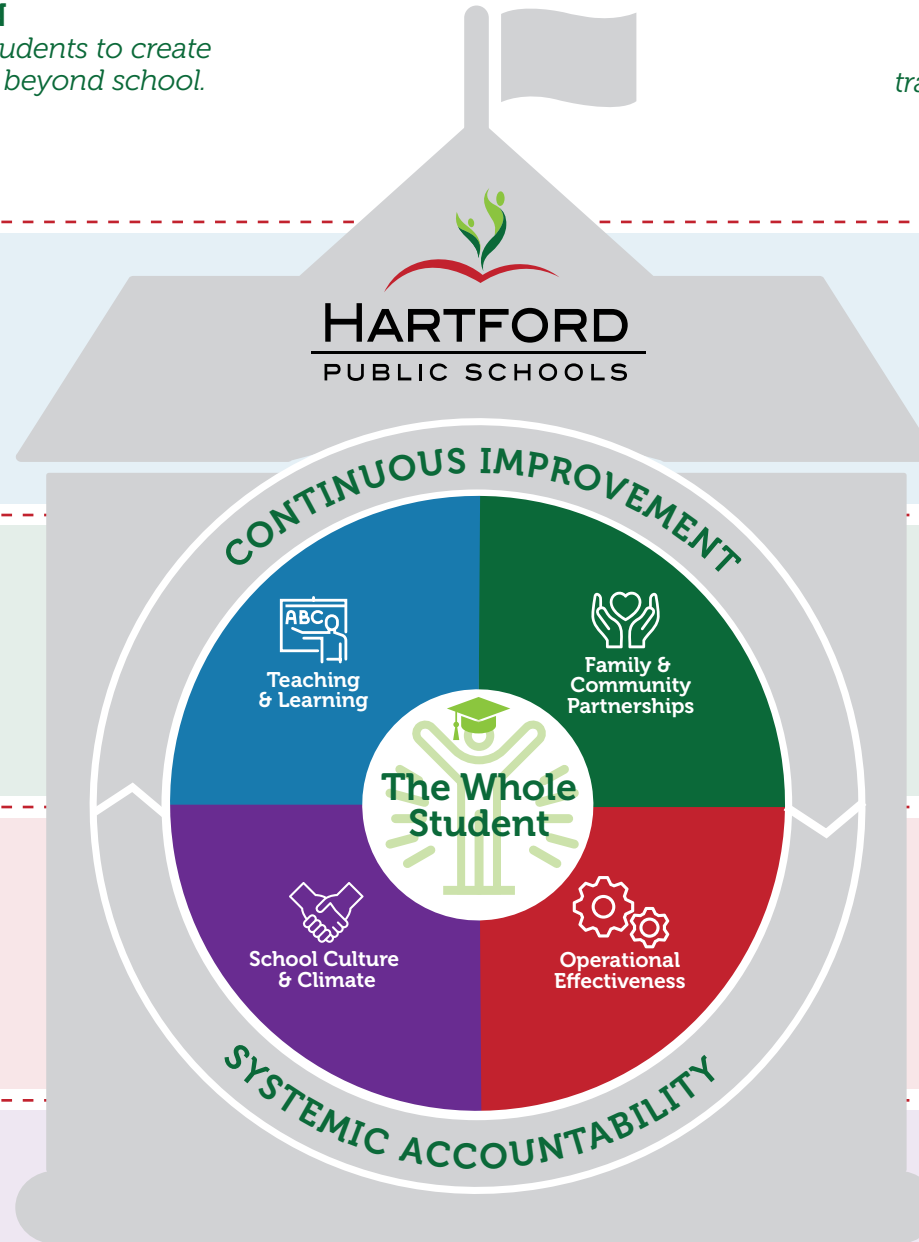 udents to create
beyond school.
HARTFORD
PUBLIC SCHOOLS
CONTINUOUS IMPROVEMENT
ABC
Teaching
& Learning
Family &
Community
Partnerships
The Whole
Student
School Culture
& Climate
Operational
Effectiveness
SYSTEMIC ACCOUNTABILITY